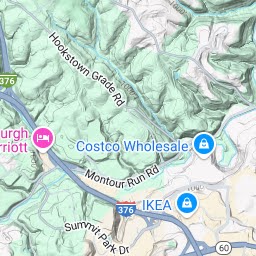 376
Hookstown Grade Rd
urgh
rriott
Costco Wholesale
Montour Run Rd
376
IKEA
Summit Park Dr
60